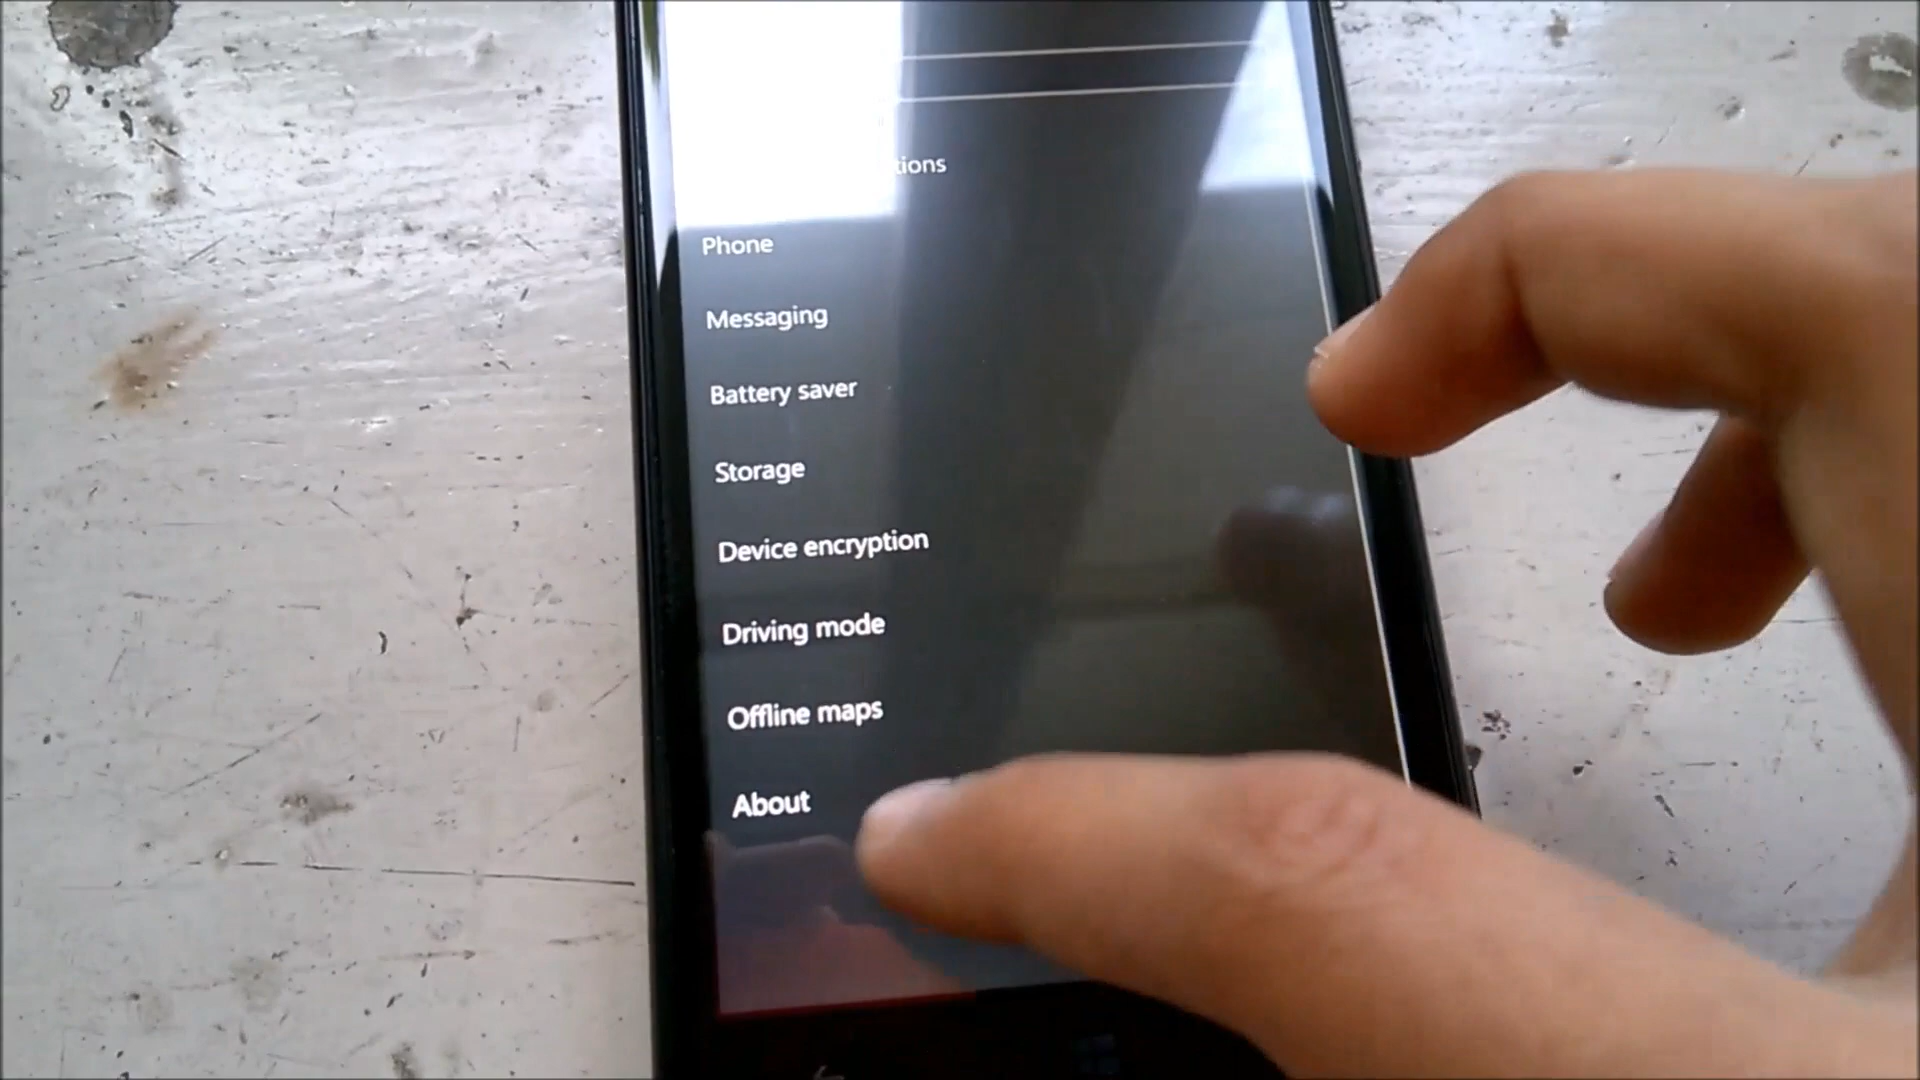 tions
Phone
Messaging
Battery saver
Storage
Device encryption
Driving mode
Offline maps
About